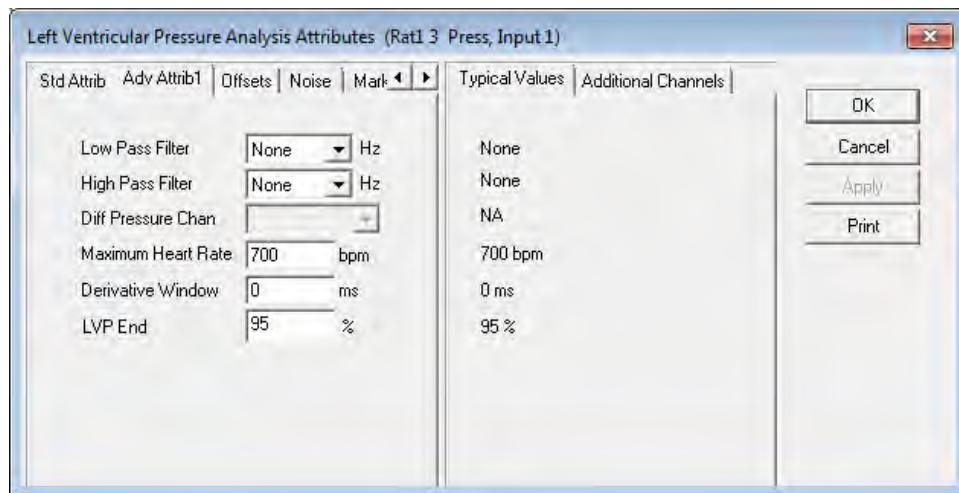 Left Ventricular Pressure Analysis Attributes (Rat1 3 Press, Input 1)
Std Attrib Adv Attrib1 Offsets Noise Mark
Typical Values Additional Channels
Low Pass Filter None Hz None
High Pass Filter None Hz None
Diff Pressure Chan NA
Maximum Heart Rate 700 bpm 700 bpm
Derivative Window 0 ms 0 ms
LVP End 95 % 95 %
OK
Cancel
Apply
Print